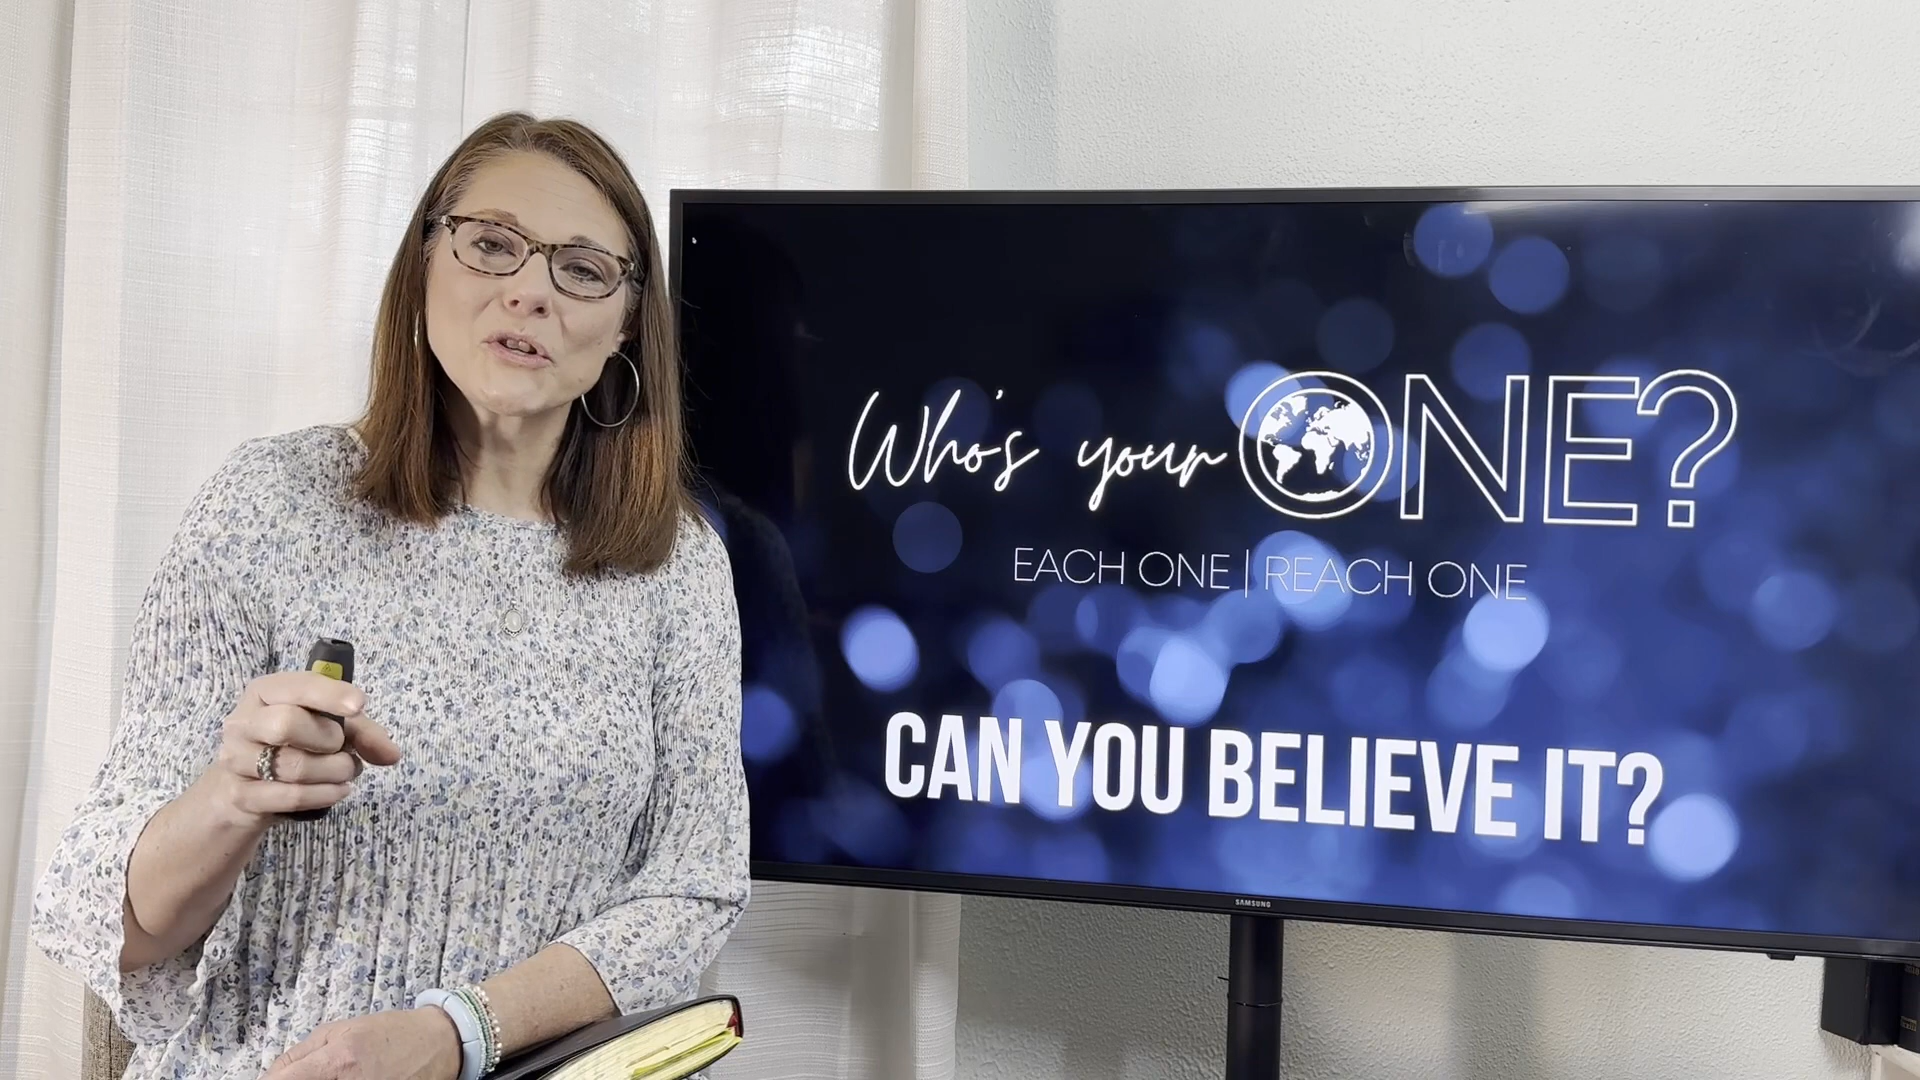 Who's your ONE?
EACH ONE | REACH ONE
CAN YOU BELIEVE IT?
SAMSUNG